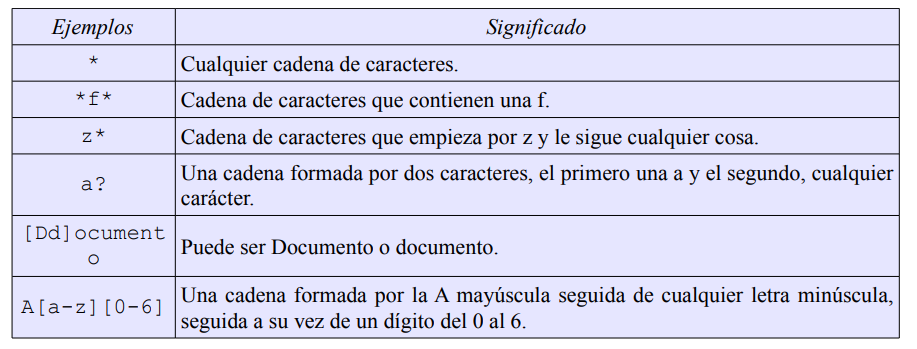 Ejemplos Significado
* Cualquier cadena de caracteres.
*f* Cadena de caracteres que contienen una f.
z* Cadena de caracteres que empieza por z y le sigue cualquier cosa.
a? Una cadena formada por dos caracteres, el primero una a y el segundo, cualquier
carácter.
[Dd]ocument
o
Puede ser Documento o documento.
A[a-z][0-6] Una cadena formada por la A mayúscula seguida de cualquier letra minúscula,
seguida a su vez de un dígito del 0 al 6.